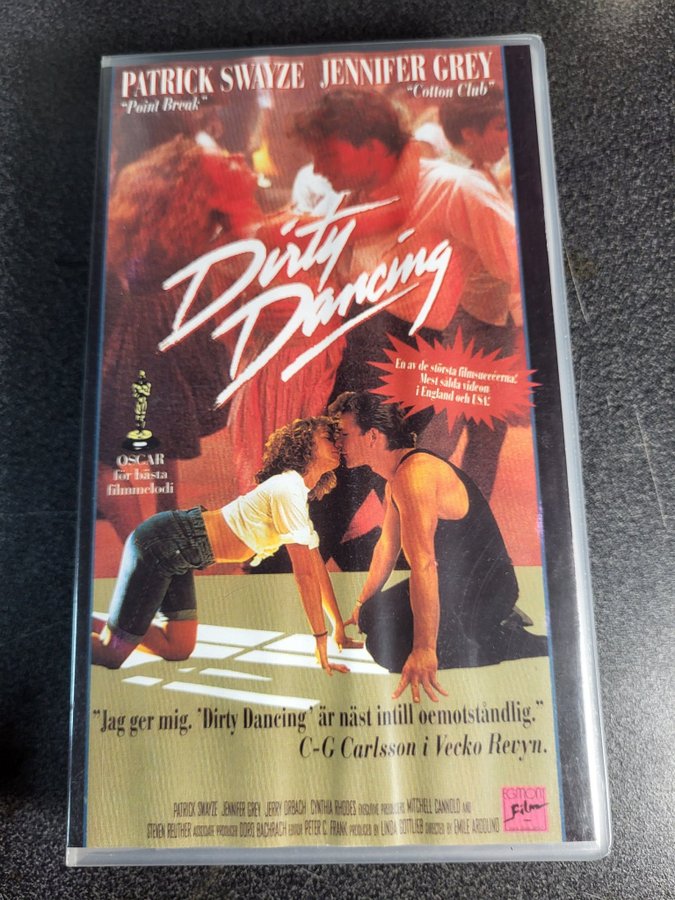 PATRICK SWAYZE JENNIFER GREY
"Point Break" "Cotton Club"
Dirty
Dancing
En av de största filmsuccéerna!
Mest sålda videon
i England och USA!
OSCAR
för bästa
filmmelodi
"Jag ger mig. 'Dirty Dancing' är näst intill oemotståndlig."
C-G Carlsson i Vecko Revyn.
EGMONT
Film
PATRICK SWAYZE JENNIFER GREY JERRY ORBACH CYNTHIA RHODES EXECUTIVE PRODUCERS MITCHELL CANNOLD AND
STEVEN REUTHER ASSOCIATE PRODUCER DORIS BACHRACH EDITOR PETER C. FRANK PRODUCED BY LINDA GOTTLIEB DIRECTED BY EMILE ARDOLINO